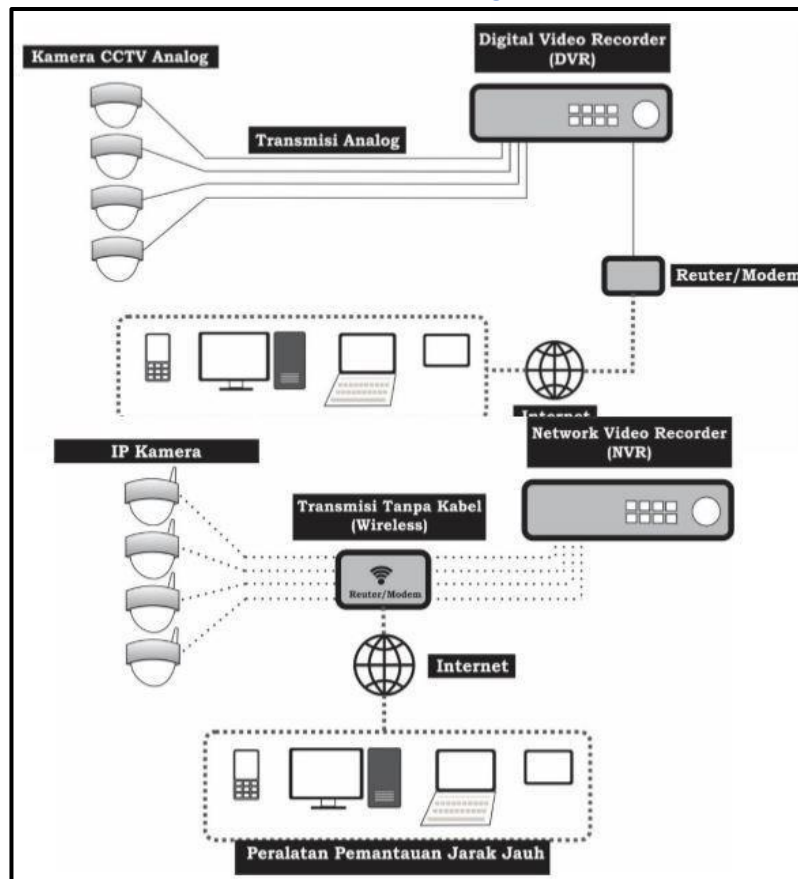 Digital Video Recorder
(DVR)
Kamera CCTV Analog
Transmisi Analog
Reuter/Modem
Internet
Network Video Recorder
(NVR)
IP Kamera
Transmisi Tanpa Kabel
(Wireless)
Reuter/Modem
Internet
Peralatan Pemantauan Jarak Jauh